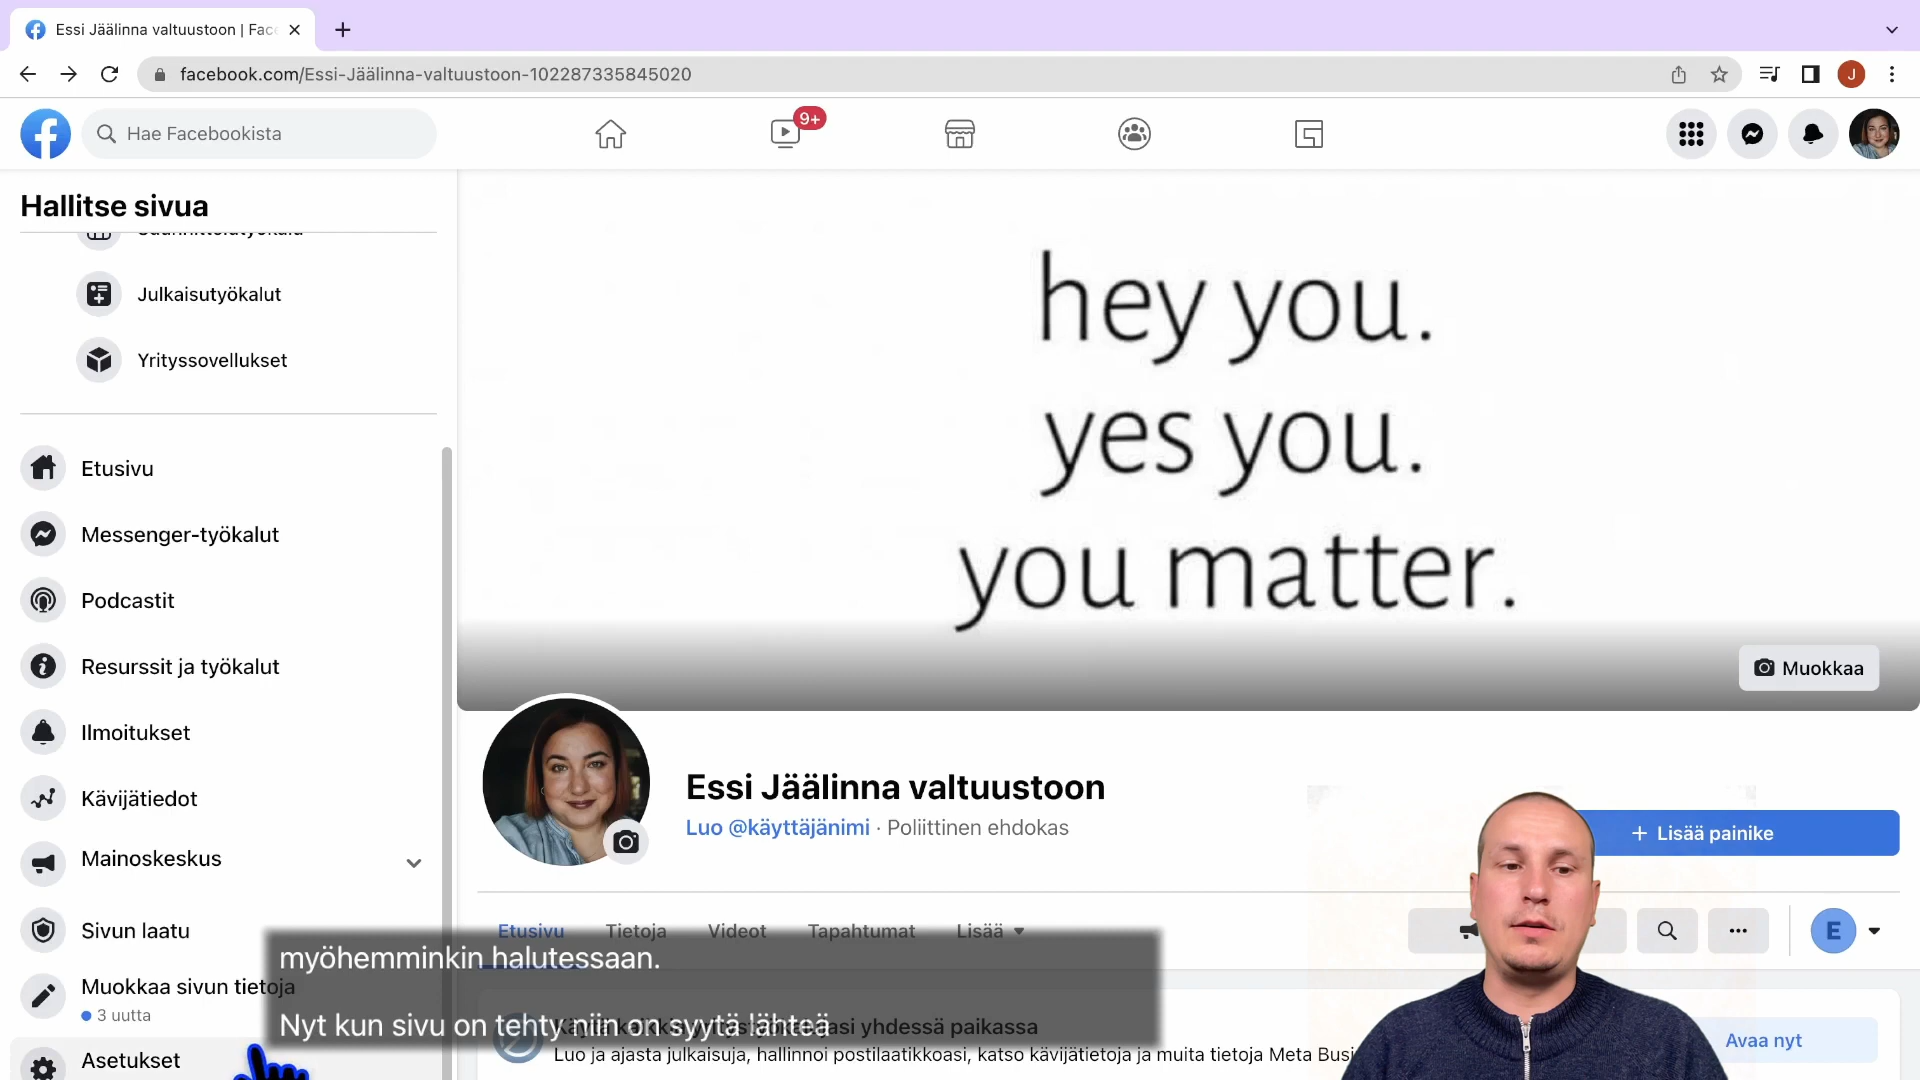 Essi Jäälinna valtuustoon | Fac
facebook.com/Essi-Jäälinna-valtuustoon-102287335845020
J
Hae Facebookista
9+
Hallitse sivua
Julkaisutyökalut
Yrityssovellukset
Etusivu
Messenger-työkalut
Podcastit
Resurssit ja työkalut
Ilmoitukset
Kävijätiedot
Mainoskeskus
Sivun laatu
Muokkaa sivun tietoja
3 uutta
Asetukset
hey you.
yes you.
you matter.
Muokkaa
Essi Jäälinna valtuustoon
Luo @käyttäjänimi · Poliittinen ehdokas
+ Lisää painike
Etusivu Tietoja Videot Tapahtumat Lisää
E
myöhemminkin halutessaan.
Nyt kun sivu on tehty niin on syytä lähteä
yhdessä paikassa
Luo ja ajasta julkaisuja, hallinnoi postilaatikkoasi, katso kävijätietoja ja muita tietoja Meta Busi
Avaa nyt